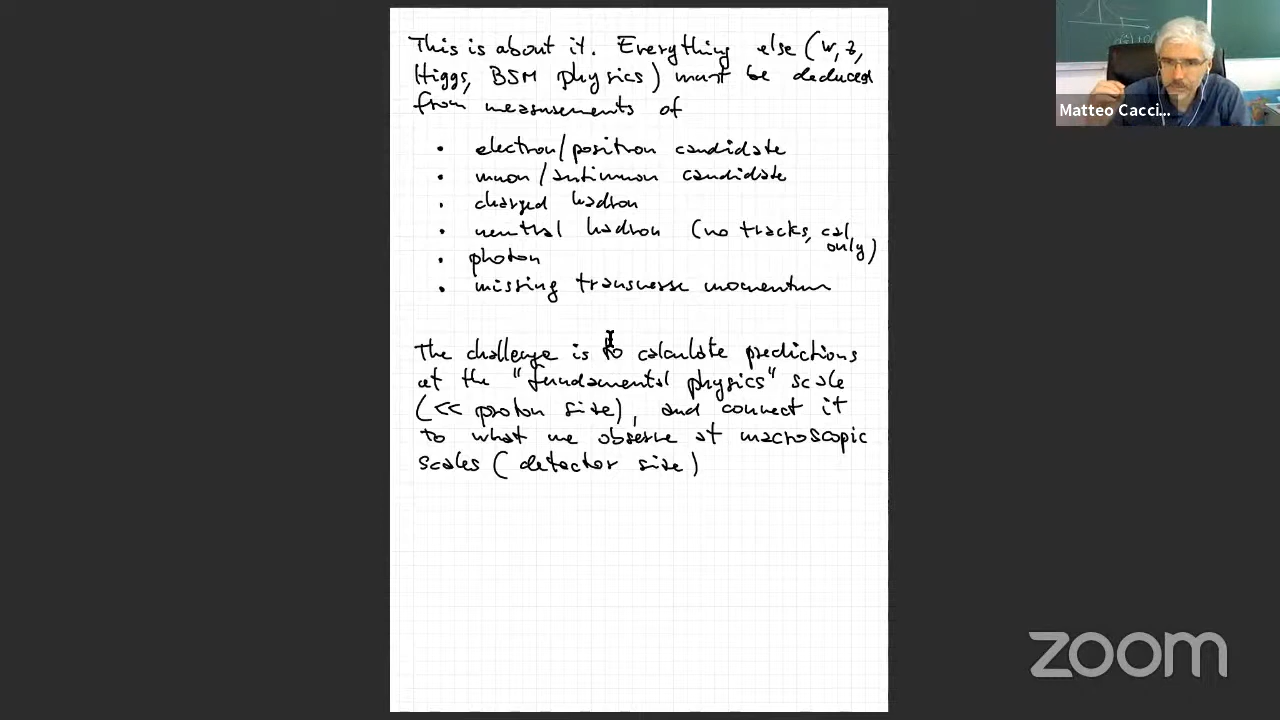 This is about it. Everything else (W, Z,
Higgs, BSM physics) must be deduced
from measurements of
• electron/positron candidate
• muon/antimuon candidate
• charged hadron
• neutral hadron (no tracks, cal
only)
• photon
• missing transverse momentum
The challenge is to calculate predictions
at the "fundamental physics" scale
(<< proton size), and connect it
to what we observe at macroscopic
scales (detector size)
Matteo Cacci...
zoom